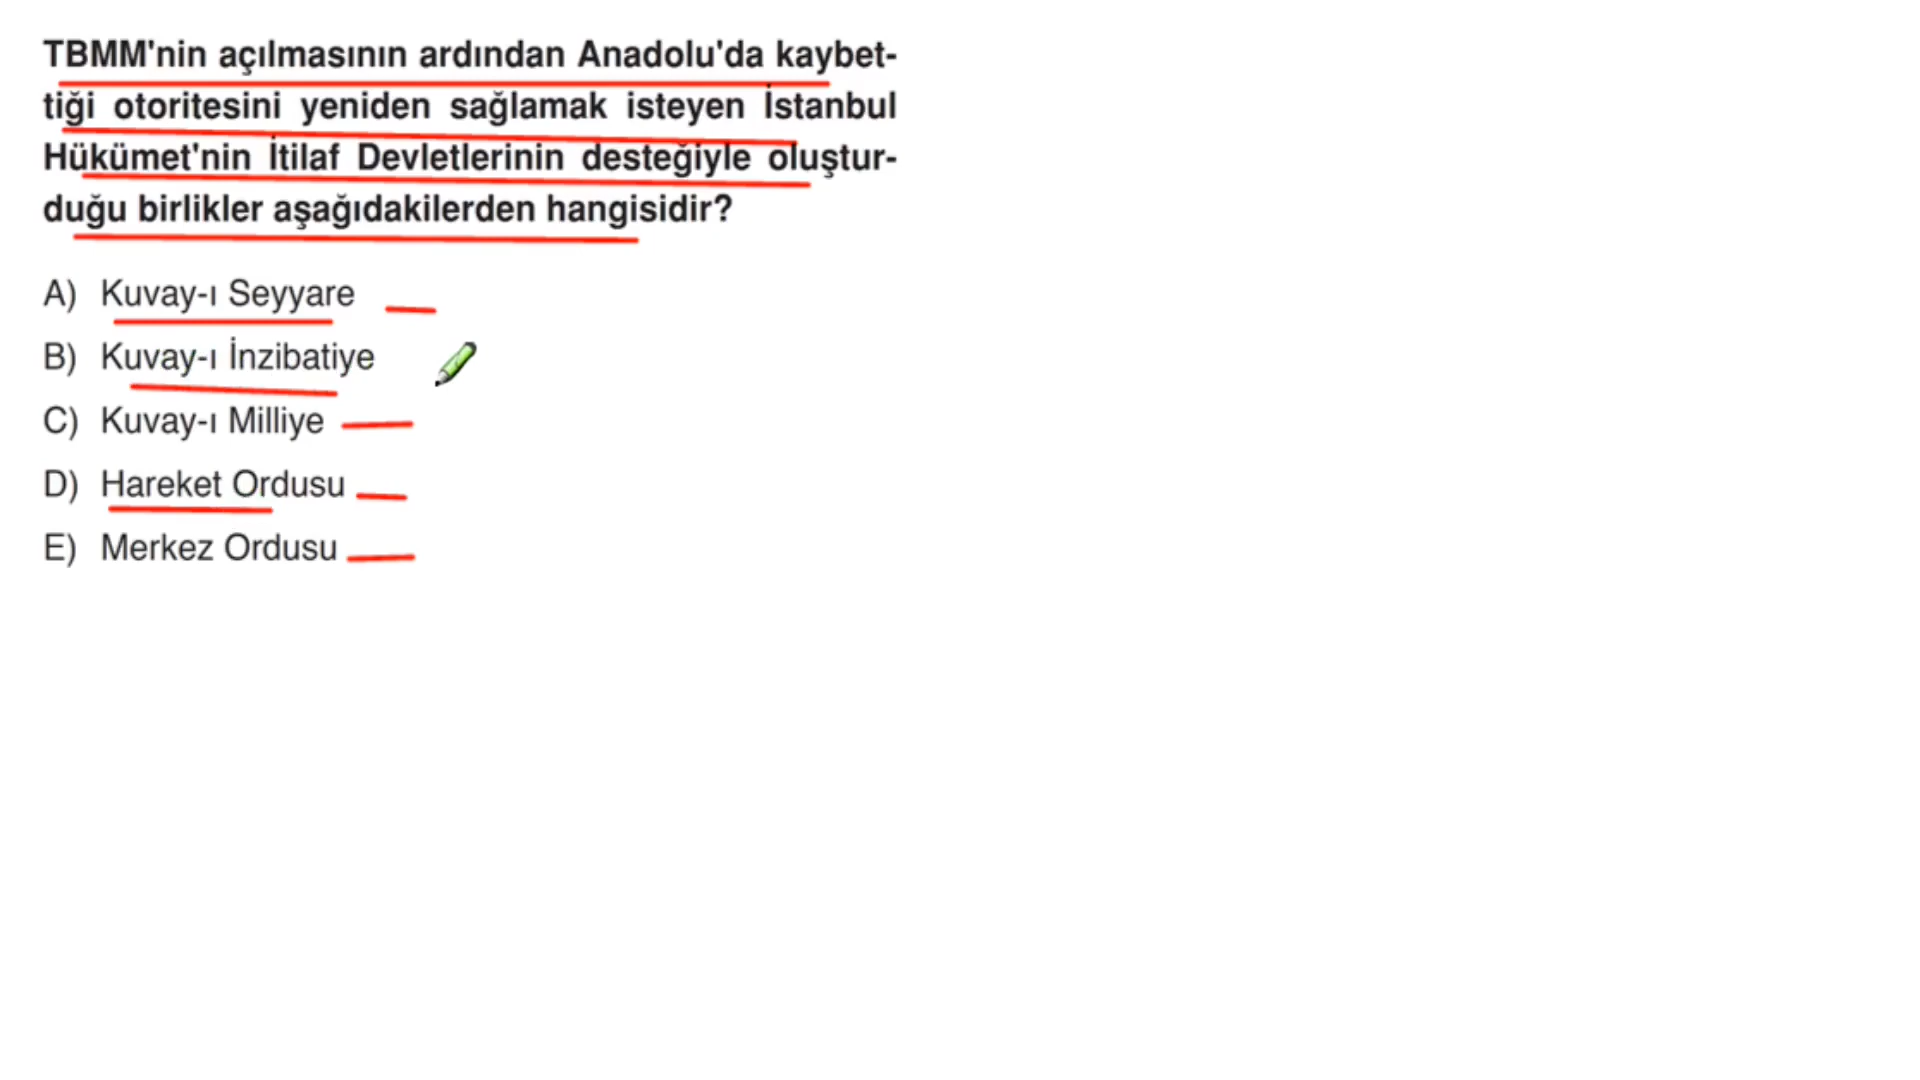 TBMM'nin açılmasının ardından Anadolu'da kaybet-
tiği otoritesini yeniden sağlamak isteyen İstanbul
Hükümet'nin İtilaf Devletlerinin desteğiyle oluştur-
duğu birlikler aşağıdakilerden hangisidir?
A) Kuvay-ı Seyyare
B) Kuvay-ı İnzibatiye
C) Kuvay-ı Milliye
D) Hareket Ordusu
E) Merkez Ordusu